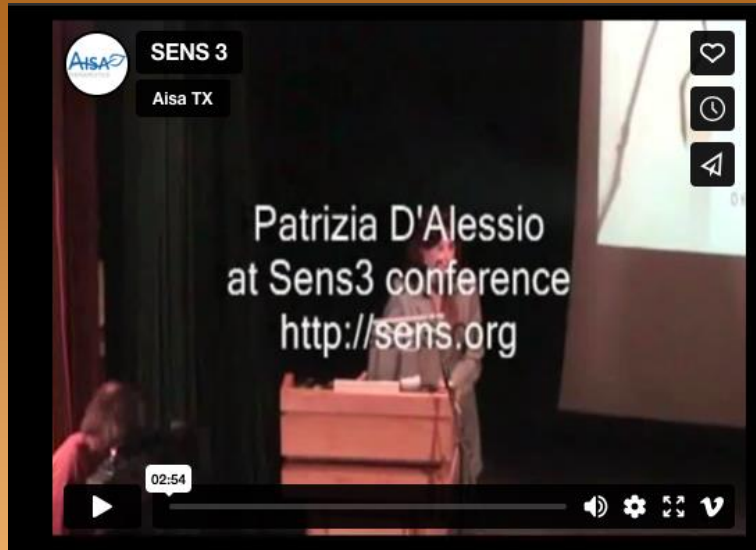 AISA
SENS 3
Aisa TX
Patrizia D'Alessio
at Sens3 conference
http://sens.org
02:54